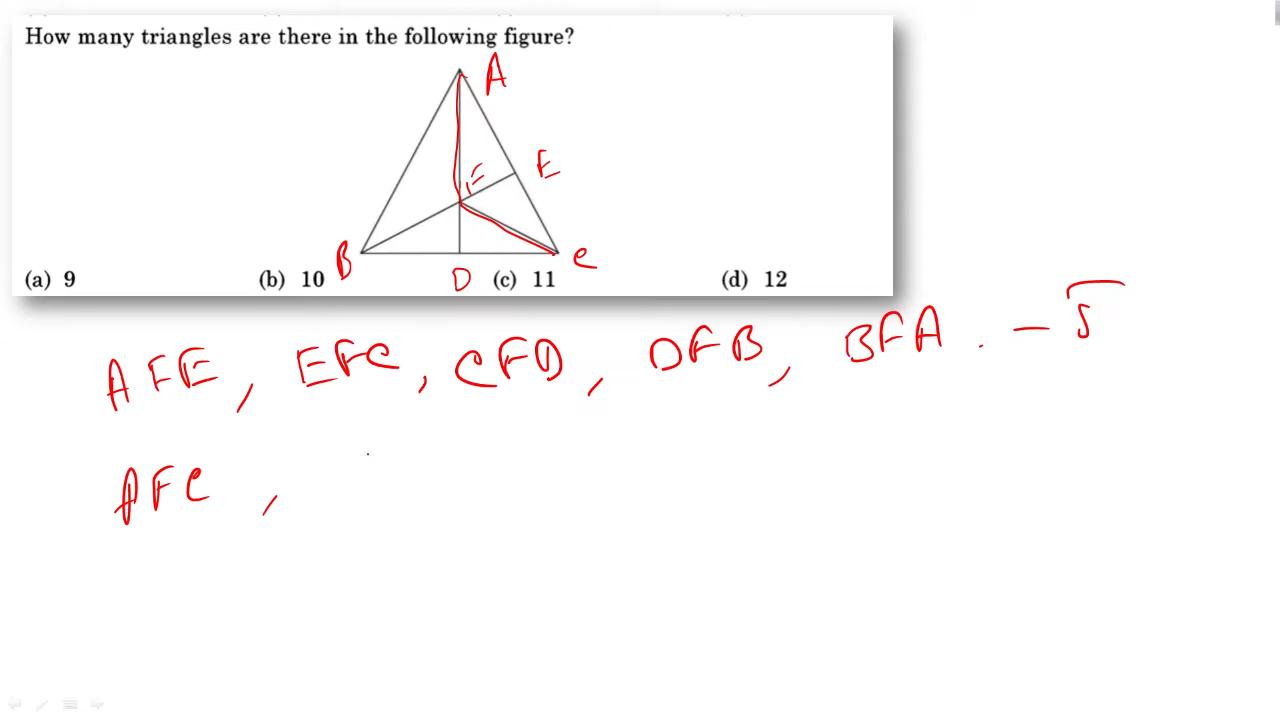 How many triangles are there in the following figure?
A
E
F
B
D
C
(a) 9 (b) 10 (c) 11 (d) 12
AFE, EFC, CFD, DFB, BFA. - 5
AFC,